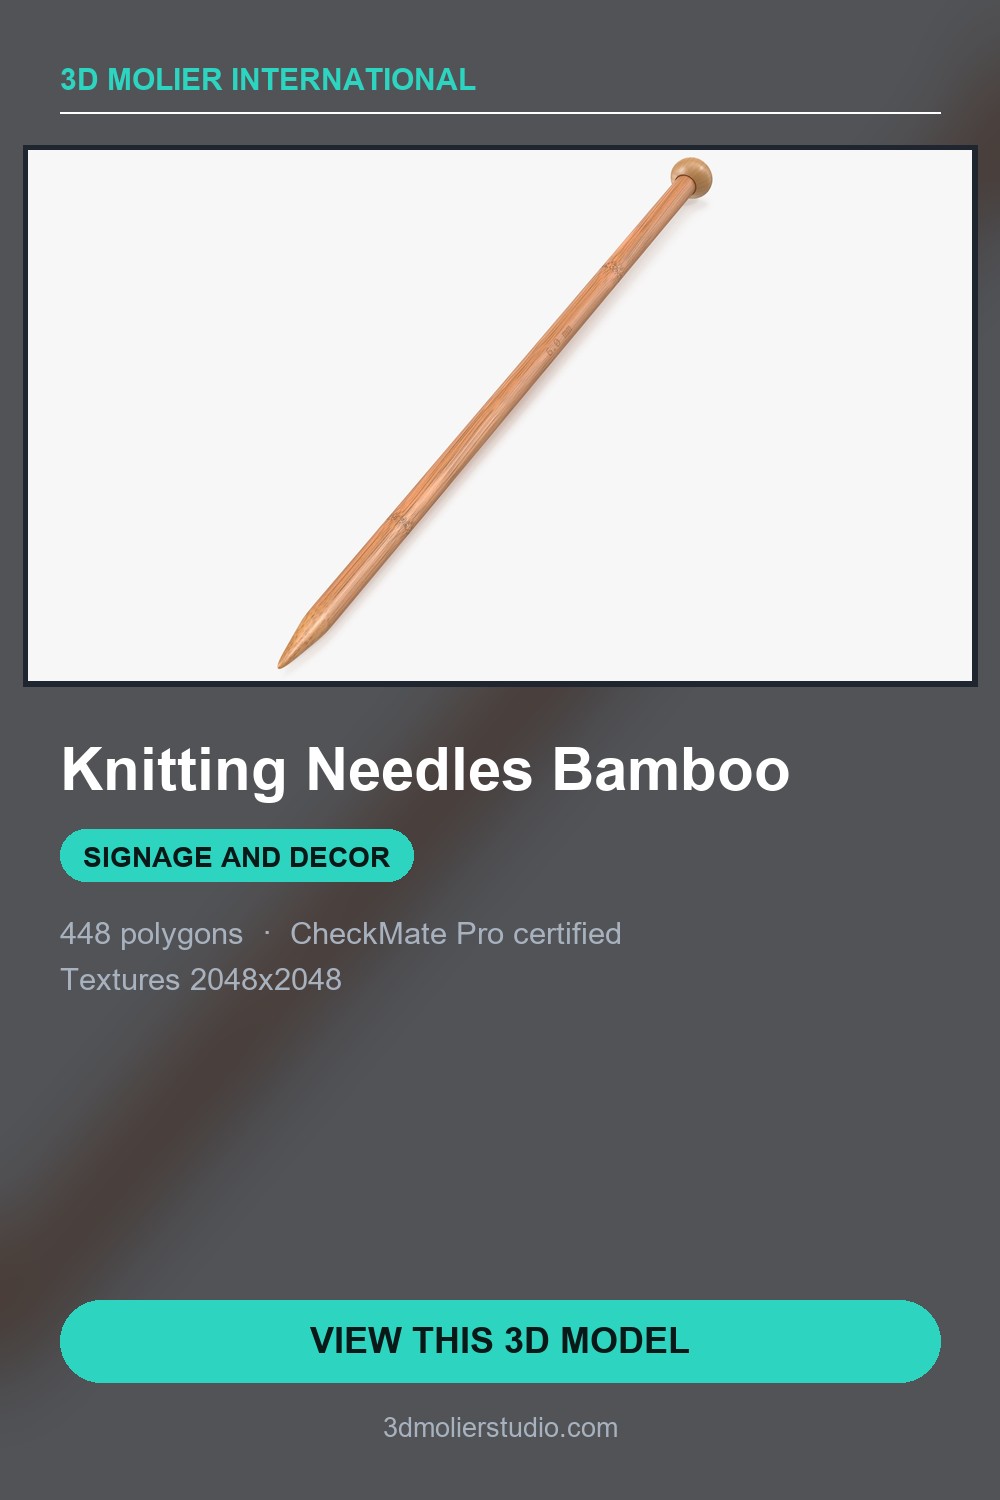 3D MOLIER INTERNATIONAL
Knitting Needles Bamboo
SIGNAGE AND DECOR
448 polygons · CheckMate Pro certified
Textures 2048x2048
VIEW THIS 3D MODEL
3dmolierstudio.com